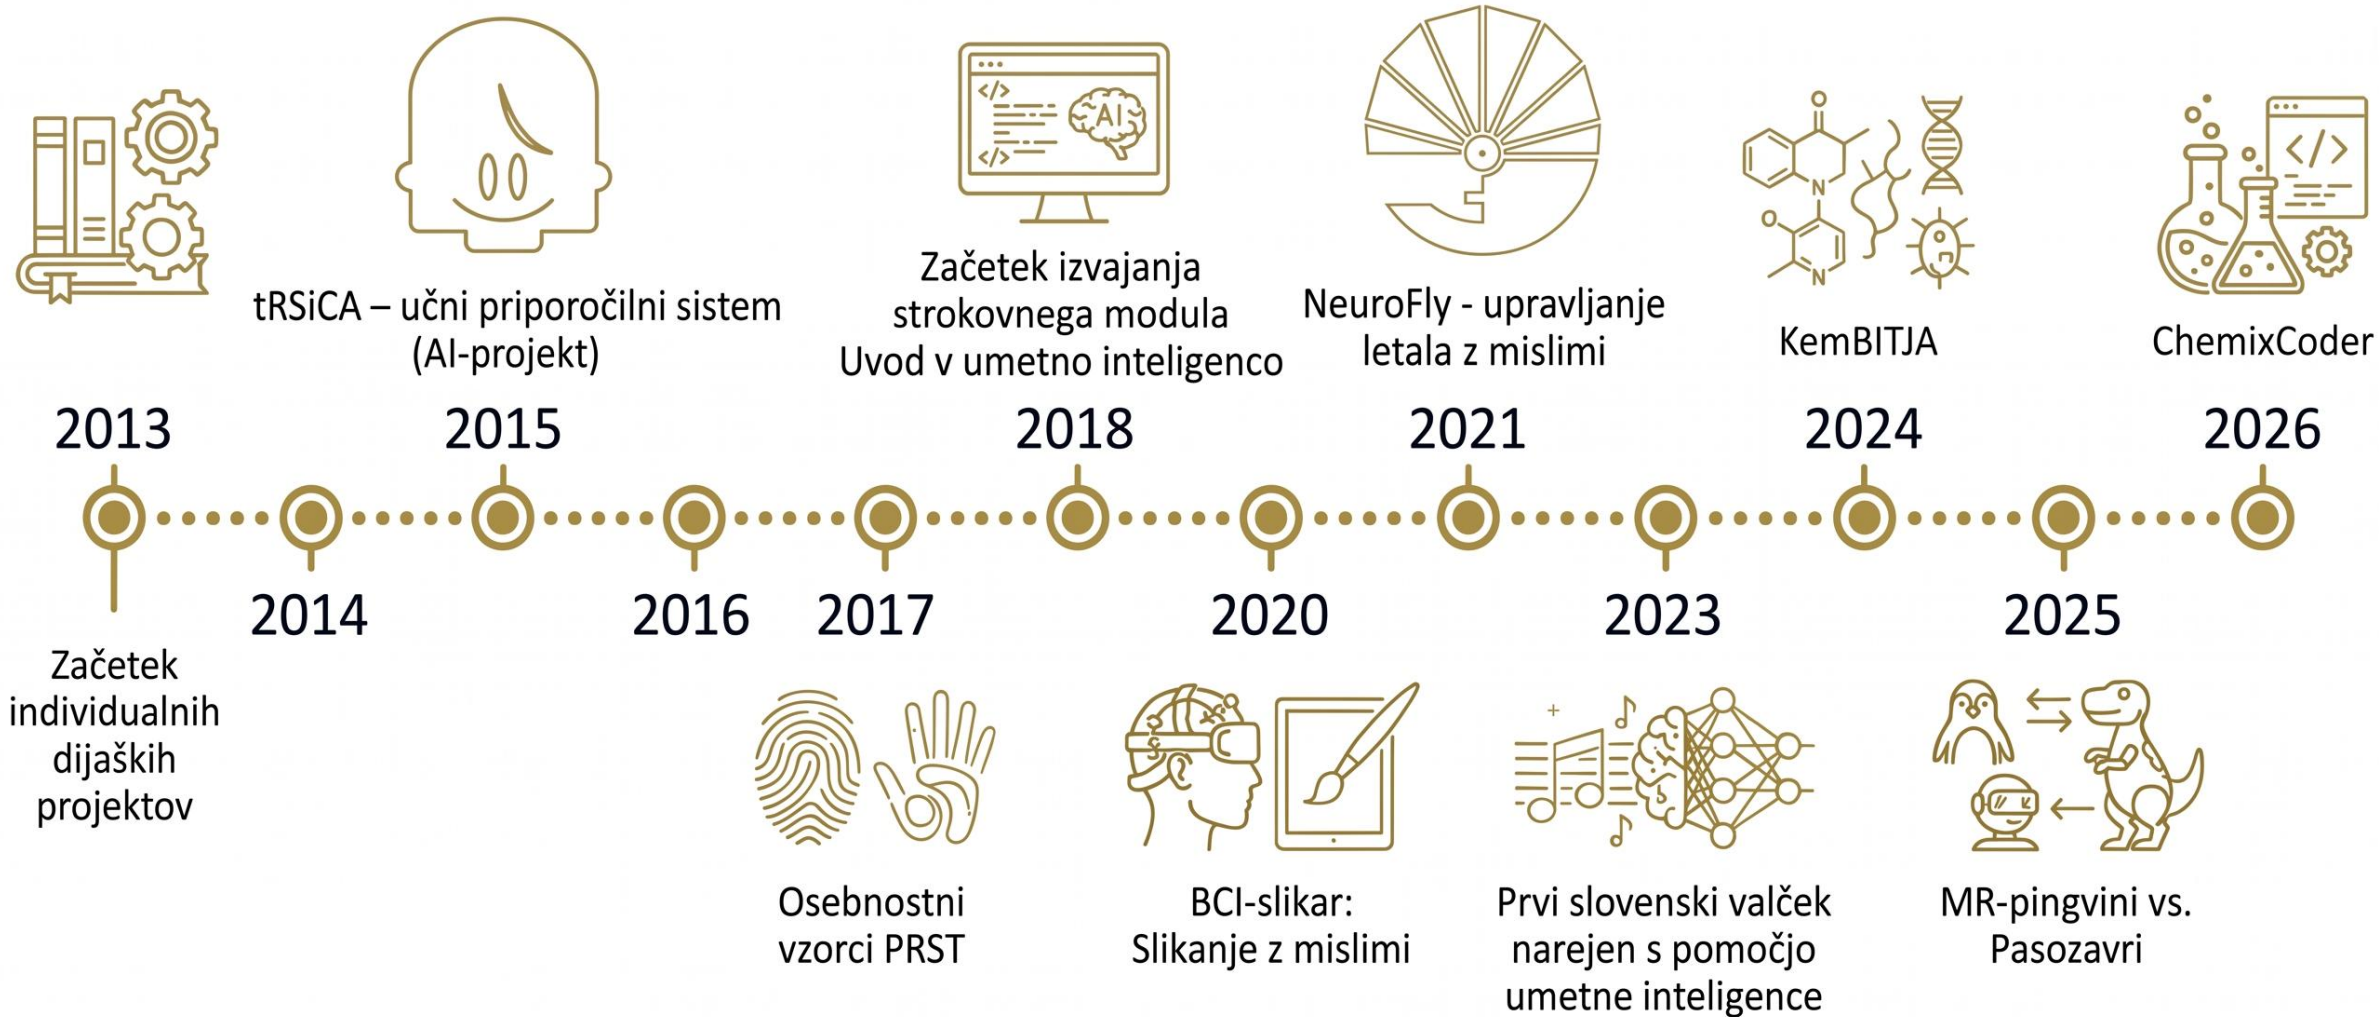 AI
</>
</>
</>
O
N
O
N
tRSiCA – učni priporočilni sistem
(AI-projekt)
Začetek izvajanja
strokovnega modula
Uvod v umetno inteligenco
NeuroFly - upravljanje
letala z mislimi
KemBITJA
ChemixCoder
2013
2015
2018
2021
2024
2026
2014
2016
2017
2020
2023
2025
Začetek
individualnih
dijaških
projektov
Osebnostni
vzorci PRST
BCI-slikar:
Slikanje z mislimi
Prvi slovenski valček
narejen s pomočjo
umetne inteligence
MR-pingvini vs.
Pasozavri